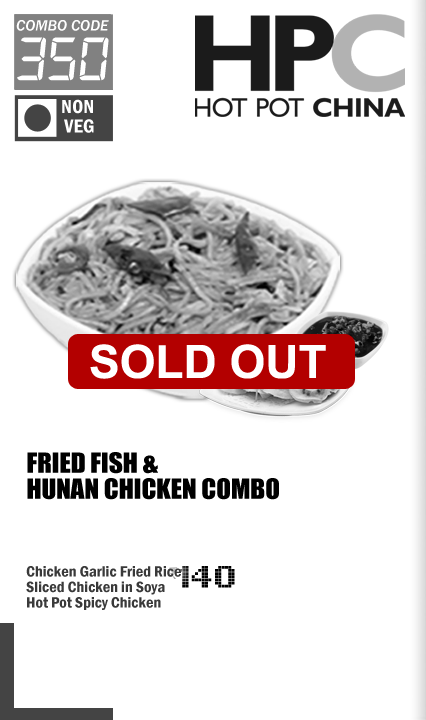 COMBO CODE
350
NON
VEG
HPC
HOT POT CHINA
SOLD OUT
FRIED FISH &
HUNAN CHICKEN COMBO
Chicken Garlic Fried Rice
140
Sliced Chicken in Soya
Hot Pot Spicy Chicken